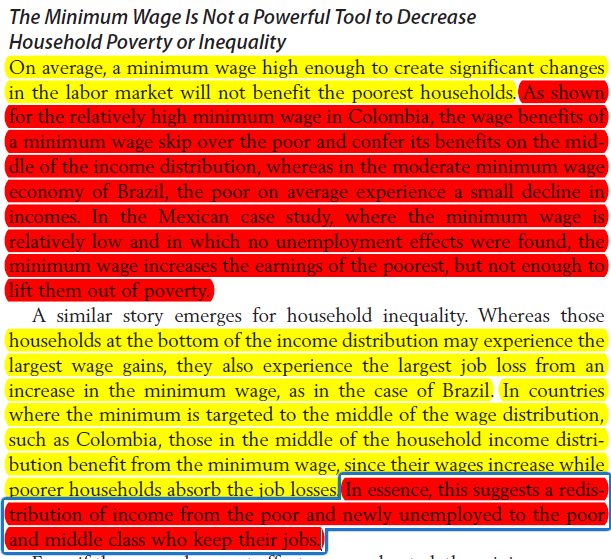 The Minimum Wage Is Not a Powerful Tool to Decrease
Household Poverty or Inequality
On average, a minimum wage high enough to create significant changes
in the labor market will not benefit the poorest households. As shown
for the relatively high minimum wage in Colombia, the wage benefits of
a minimum wage skip over the poor and confer its benefits on the mid-
dle of the income distribution, whereas in the moderate minimum wage
economy of Brazil, the poor on average experience a small decline in
incomes. In the Mexican case study, where the minimum wage is
relatively low and in which no unemployment effects were found, the
minimum wage increases the earnings of the poorest, but not enough to
lift them out of poverty.
A similar story emerges for household inequality. Whereas those
households at the bottom of the income distribution may experience the
largest wage gains, they also experience the largest job loss from an
increase in the minimum wage, as in the case of Brazil. In countries
where the minimum is targeted to the middle of the wage distribution,
such as Colombia, those in the middle of the household income distri-
bution benefit from the minimum wage, since their wages increase while
poorer households absorb the job losses. In essence, this suggests a redis-
tribution of income from the poor and newly unemployed to the poor
and middle class who keep their jobs.